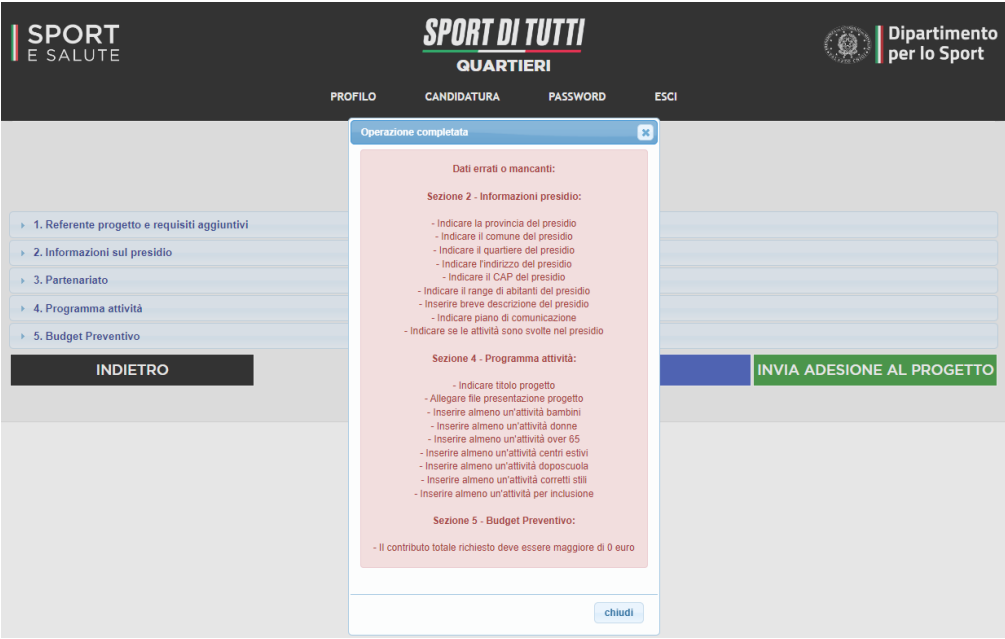 SPORT
E SALUTE
SPORT DI TUTTI
QUARTIERI
Dipartimento
per lo Sport
PROFILO CANDIDATURA PASSWORD ESCI
Operazione completata
Dati errati o mancanti:
Sezione 2 - Informazioni presidio:
- Indicare la provincia del presidio
- Indicare il comune del presidio
- Indicare il quartiere del presidio
- Indicare l'indirizzo del presidio
- Indicare il CAP del presidio
- Indicare il range di abitanti del presidio
- Inserire breve descrizione del presidio
- Indicare piano di comunicazione
- Indicare se le attività sono svolte nel presidio
Sezione 4 - Programma attività:
- Indicare titolo progetto
- Allegare file presentazione progetto
- Inserire almeno un'attività bambini
- Inserire almeno un'attività donne
- Inserire almeno un'attività over 65
- Inserire almeno un'attività centri estivi
- Inserire almeno un'attività doposcuola
- Inserire almeno un'attività corretti stili
- Inserire almeno un'attività per inclusione
Sezione 5 - Budget Preventivo:
- Il contributo totale richiesto deve essere maggiore di 0 euro
chiudi
1. Referente progetto e requisiti aggiuntivi
2. Informazioni sul presidio
3. Partenariato
4. Programma attività
5. Budget Preventivo
INDIETRO
INVIA ADESIONE AL PROGETTO